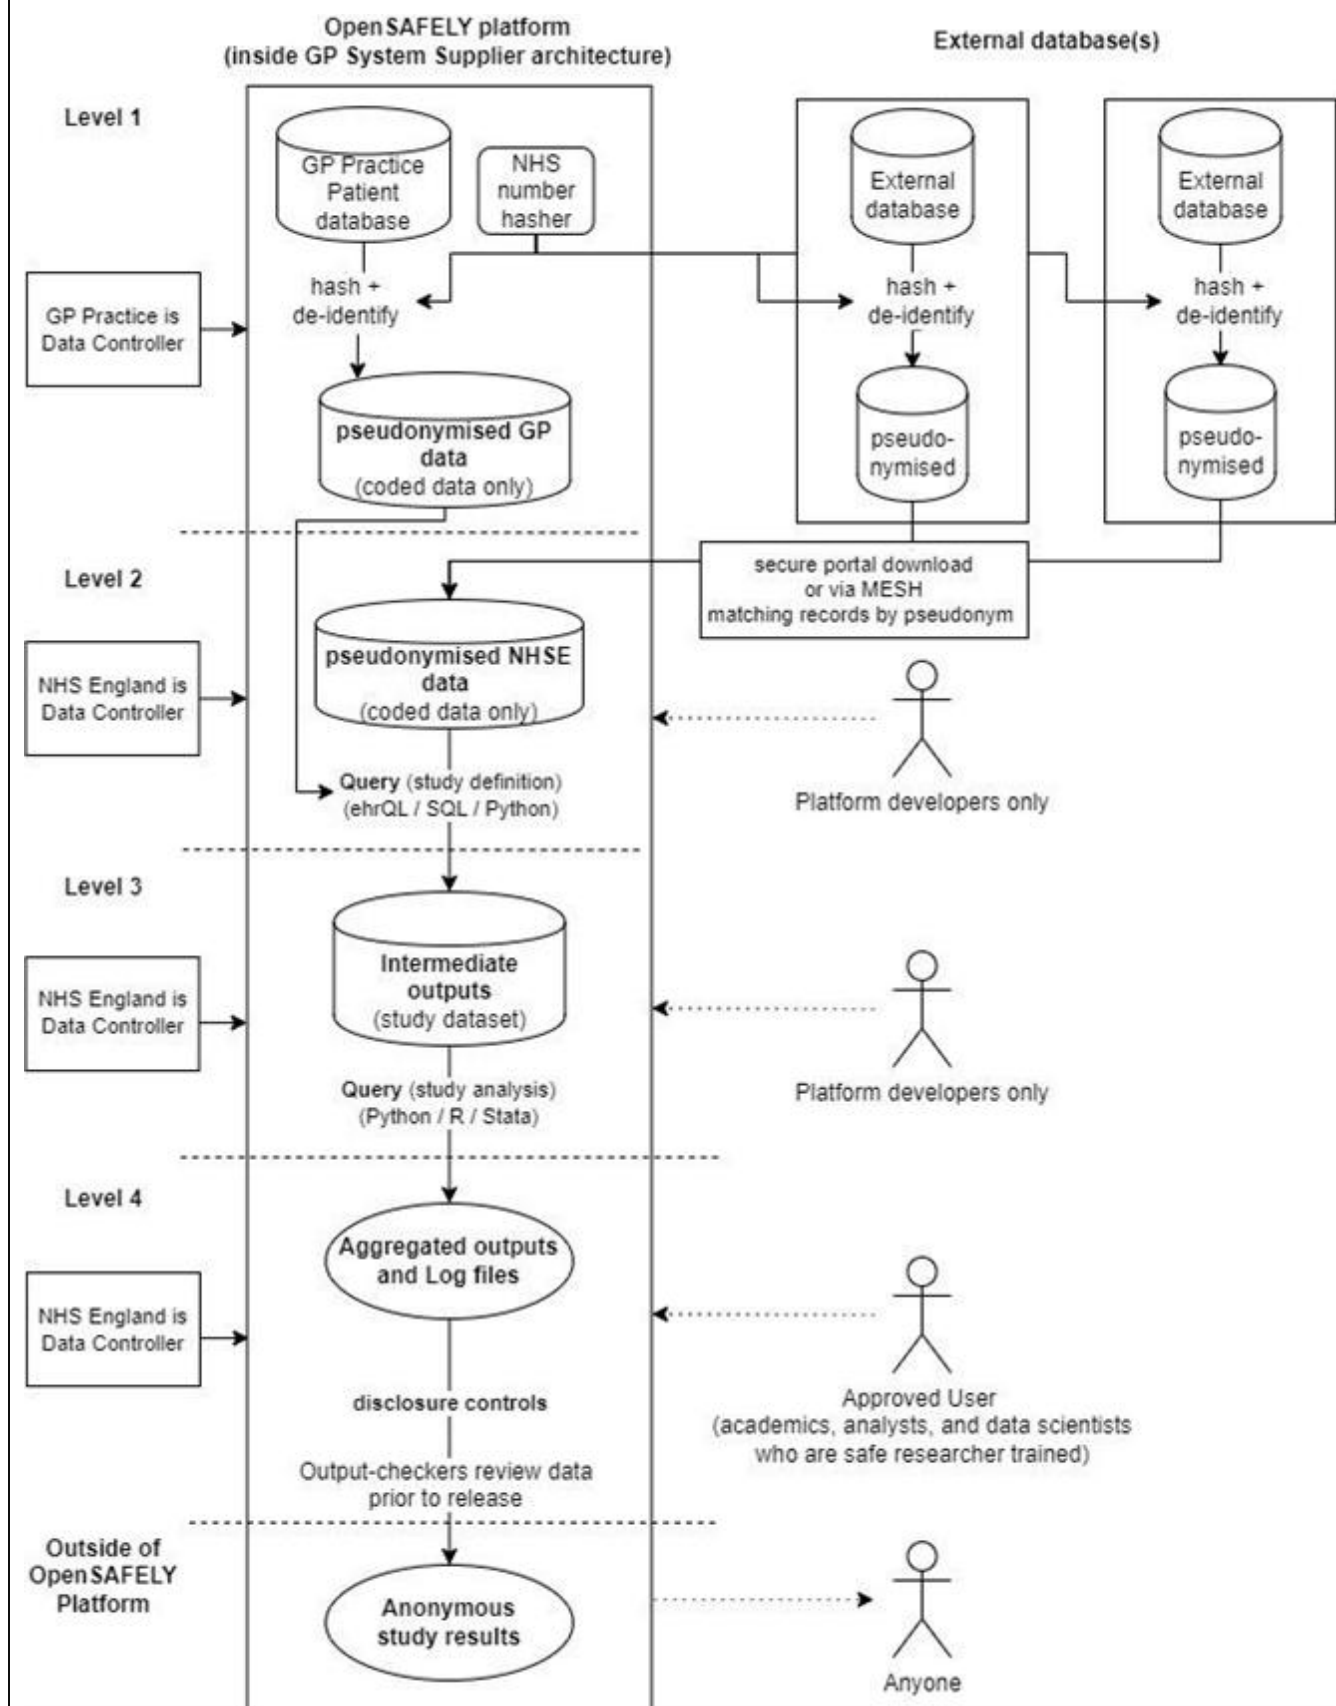 OpenSAFELY platform
(inside GP System Supplier architecture)
External database(s)
Level 1
GP Practice
Patient
database
NHS
number
hasher
External
database
External
database
hash +
de-identify
hash +
de-identify
hash +
de-identify
GP Practice is
Data Controller
pseudonymised GP
data
(coded data only)
pseudo-
nymised
pseudo-
nymised
Level 2
secure portal download
or via MESH
matching records by pseudonym
NHS England is
Data Controller
pseudonymised NHSE
data
(coded data only)
Query (study definition)
(ehrQL / SQL / Python)
Platform developers only
Level 3
NHS England is
Data Controller
Intermediate
outputs
(study dataset)
Query (study analysis)
(Python / R / Stata)
Platform developers only
Level 4
Aggregated outputs
and Log files
NHS England is
Data Controller
disclosure controls
Approved User
(academics, analysts, and data scientists
who are safe researcher trained)
Output-checkers review data
prior to release
Outside of
OpenSAFELY
Platform
Anonymous
study results
Anyone